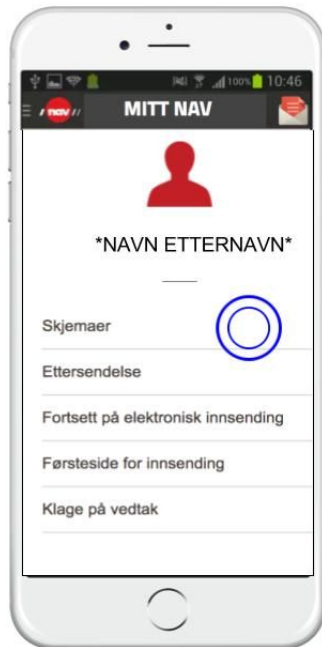 100% 10:46
nav MITT NAV
*NAVN ETTERNAVN*
Skjemaer
Ettersendelse
Fortsett på elektronisk innsending
Førsteside for innsending
Klage på vedtak